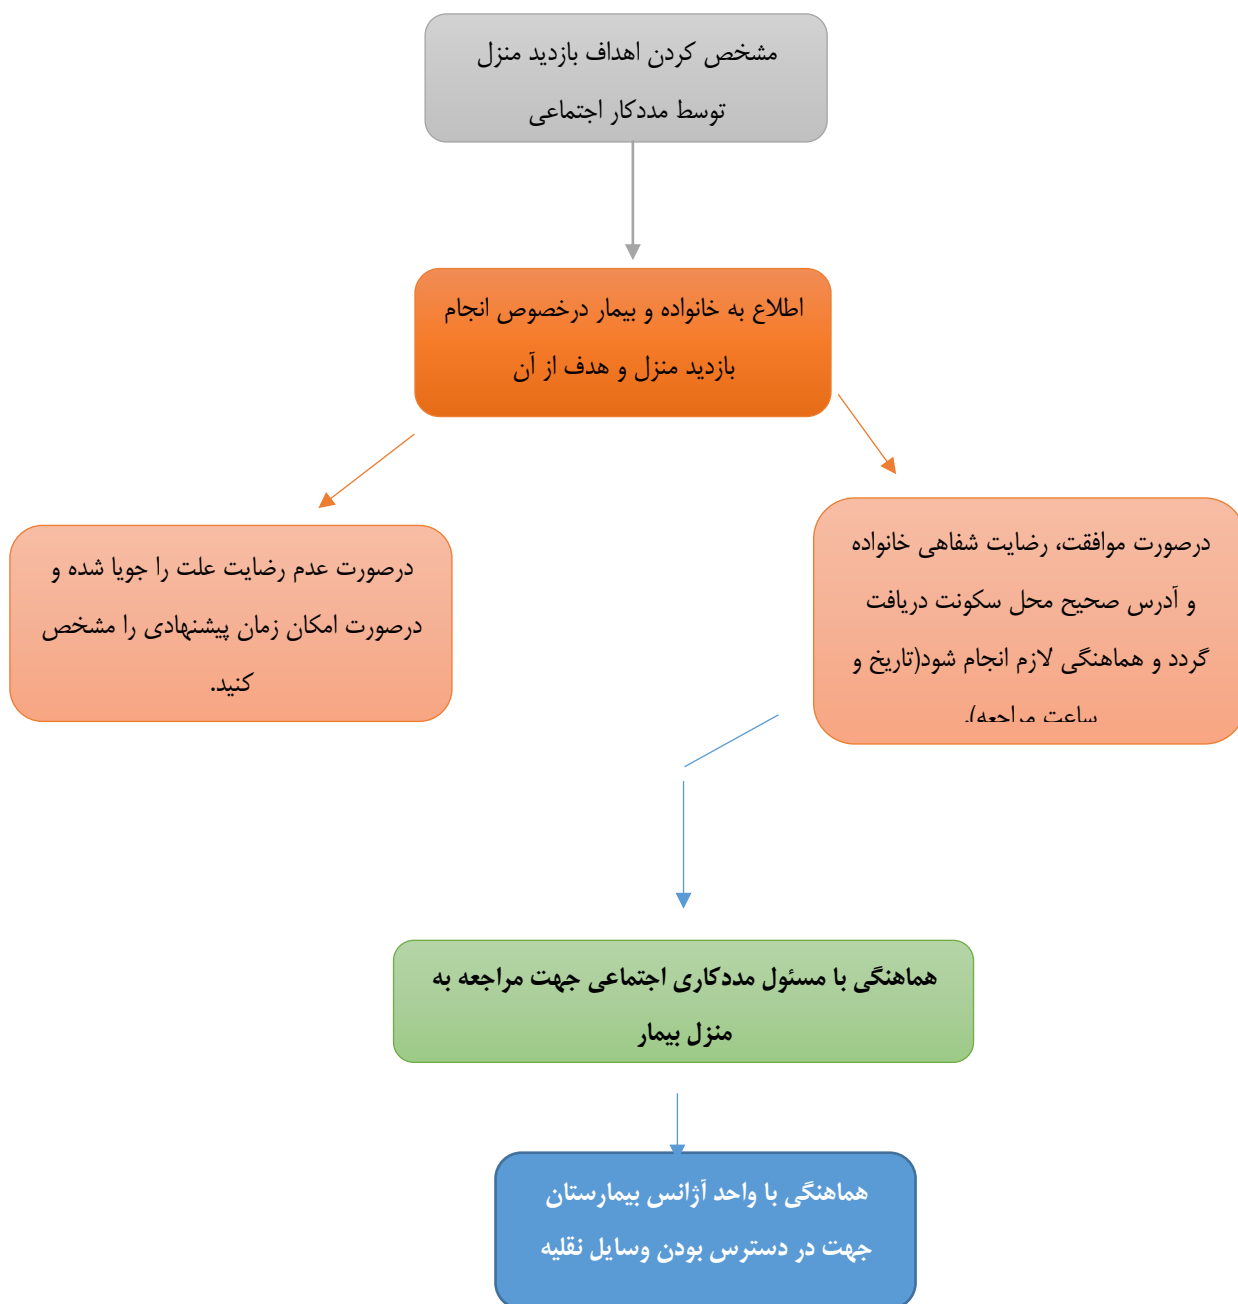 مشخص کردن اهداف بازدید منزل
توسط مددکار اجتماعی
اطلاع به خانواده و بیمار درخصوص انجام
بازدید منزل و هدف از آن
درصورت موافقت، رضایت شفاهی خانواده
و آدرس صحیح محل سکونت دریافت
گردد و هماهنگی لازم انجام شود(تاریخ و
ساعت مراجعه).
درصورت عدم رضایت علت را جویا شده و
درصورت امکان زمان پیشنهادی را مشخص
کنید.
هماهنگی با مسئول مددکاری اجتماعی جهت مراجعه به
منزل بیمار
هماهنگی با واحد آژانس بیمارستان
جهت در دسترس بودن وسایل نقلیه